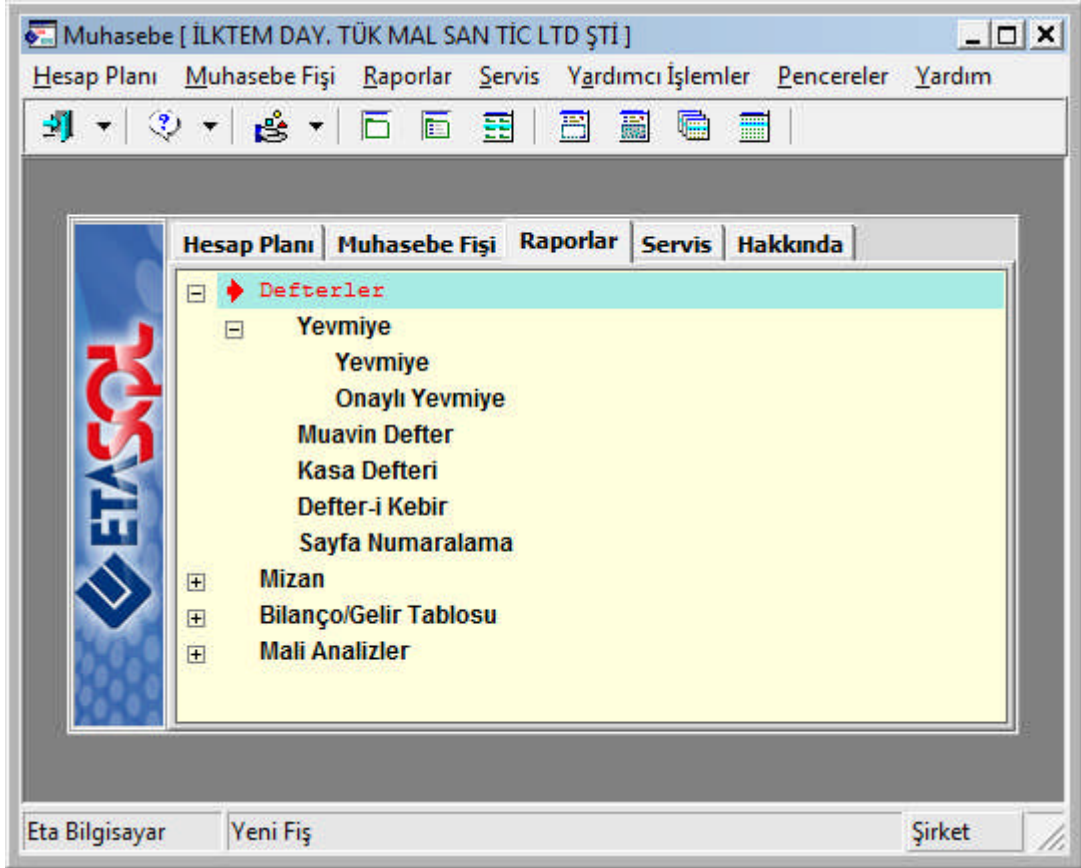 Muhasebe [ İLKTEM DAY. TÜK MAL SAN TİC LTD ŞTİ ]
Hesap Planı Muhasebe Fişi Raporlar Servis Yardımcı İşlemler Pencereler Yardım
Hesap Planı Muhasebe Fişi Raporlar Servis Hakkında
Defterler
Yevmiye
Yevmiye
Onaylı Yevmiye
Muavin Defter
Kasa Defteri
Defter-i Kebir
Sayfa Numaralama
Mizan
Bilanço/Gelir Tablosu
Mali Analizler
ETASQL
Eta Bilgisayar Yeni Fiş Şirket